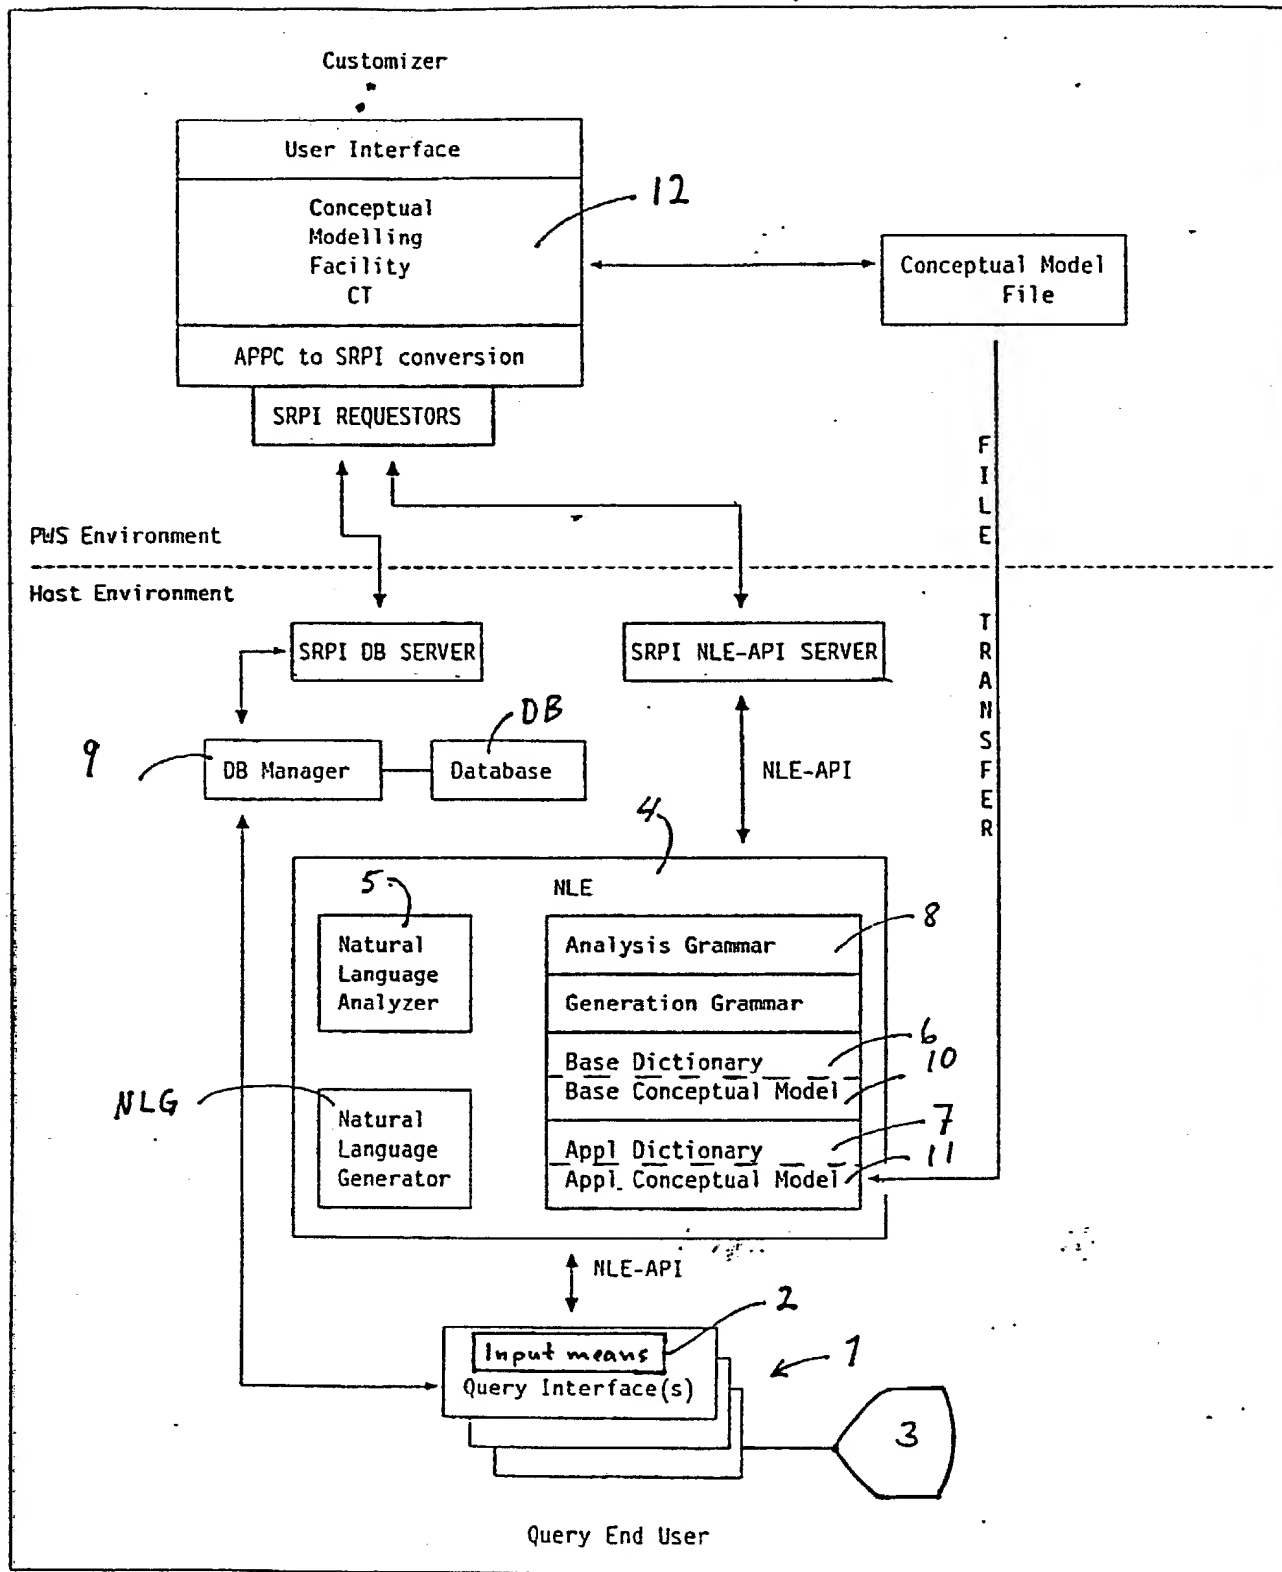 Customizer
User Interface
12
Conceptual
Modelling
Facility
CT
Conceptual Model
File
APPC to SRPI conversion
SRPI REQUESTORS
FILE
PWS Environment
Host Environment
TRANSFER
SRPI DB SERVER
SRPI NLE-API SERVER
DB
9
DB Manager
Database
NLE-API
4
5
NLE
8
Natural
Language
Analyzer
Analysis Grammar
Generation Grammar
6
Base Dictionary
10
Base Conceptual Model
NLG
Natural
Language
Generator
7
Appl Dictionary
11
Appl Conceptual Model
NLE-API
2
Input means
1
Query Interface(s)
3
Query End User